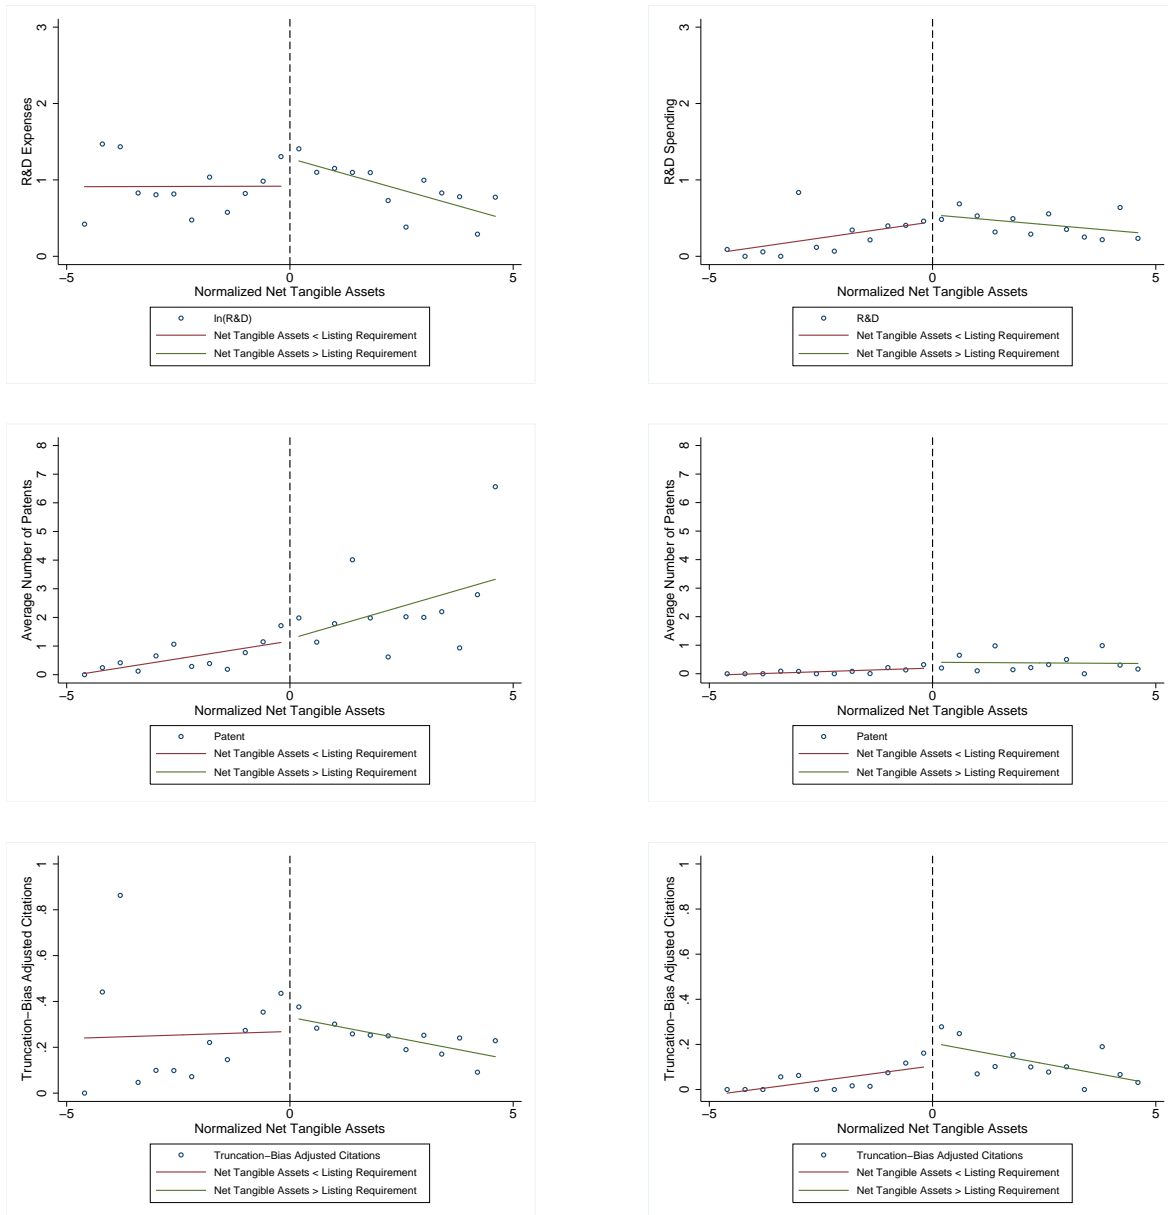 R&D Expenses
0 1 2 3
−5 0 5
Normalized Net Tangible Assets
ln(R&D)
Net Tangible Assets < Listing Requirement
Net Tangible Assets > Listing Requirement
R&D Spending
0 1 2 3
−5 0 5
Normalized Net Tangible Assets
R&D
Net Tangible Assets < Listing Requirement
Net Tangible Assets > Listing Requirement
Average Number of Patents
0 1 2 3 4 5 6 7 8
−5 0 5
Normalized Net Tangible Assets
Patent
Net Tangible Assets < Listing Requirement
Net Tangible Assets > Listing Requirement
Average Number of Patents
0 1 2 3 4 5 6 7 8
−5 0 5
Normalized Net Tangible Assets
Patent
Net Tangible Assets < Listing Requirement
Net Tangible Assets > Listing Requirement
Truncation−Bias Adjusted Citations
0 .2 .4 .6 .8 1
−5 0 5
Normalized Net Tangible Assets
Truncation−Bias Adjusted Citations
Net Tangible Assets < Listing Requirement
Net Tangible Assets > Listing Requirement
Truncation−Bias Adjusted Citations
0 .2 .4 .6 .8 1
−5 0 5
Normalized Net Tangible Assets
Truncation−Bias Adjusted Citations
Net Tangible Assets < Listing Requirement
Net Tangible Assets > Listing Requirement